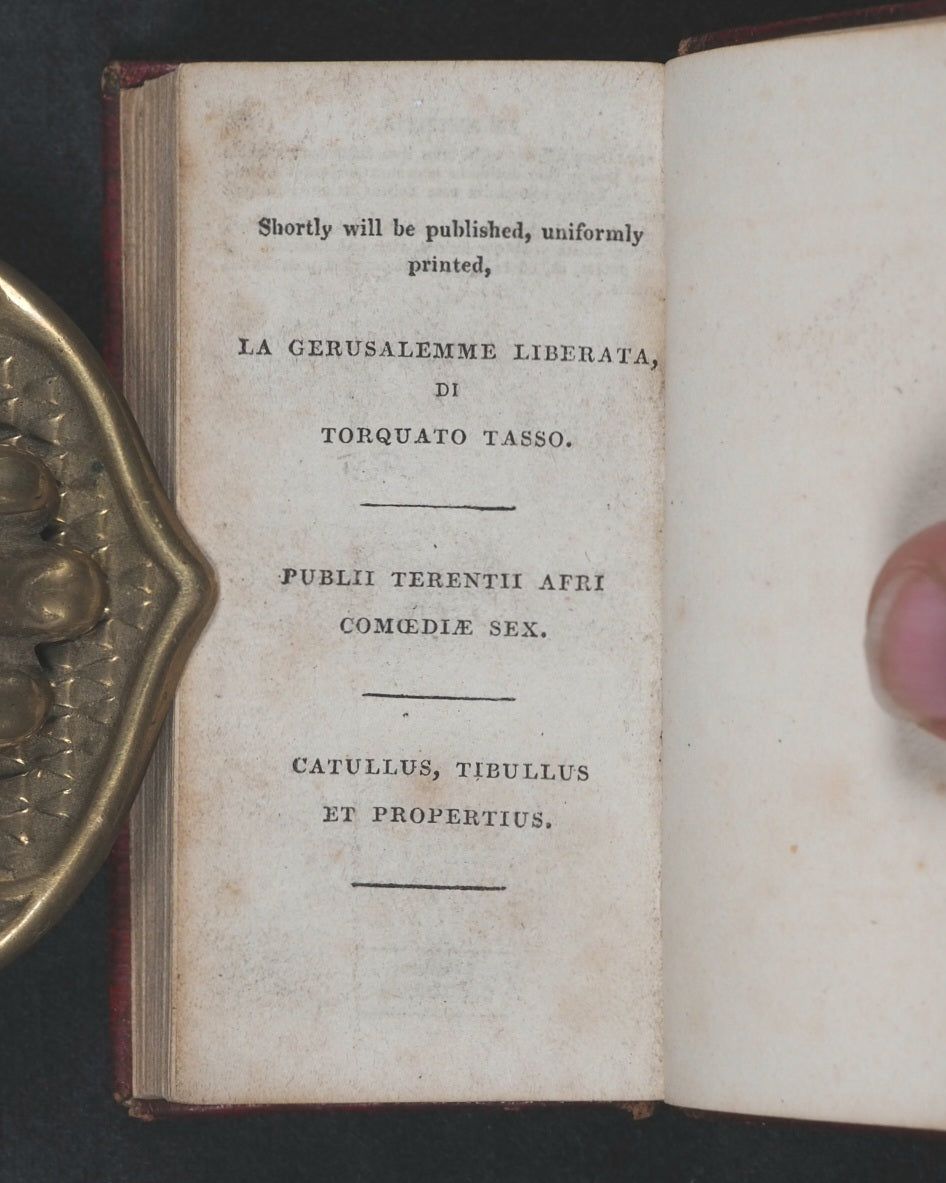 Shortly will be published, uniformly
printed,
LA GERUSALEMME LIBERATA,
DI
TORQUATO TASSO.
PUBLII TERENTII AFRI
COMŒDIÆ SEX.
CATULLUS, TIBULLUS
ET PROPERTIUS.